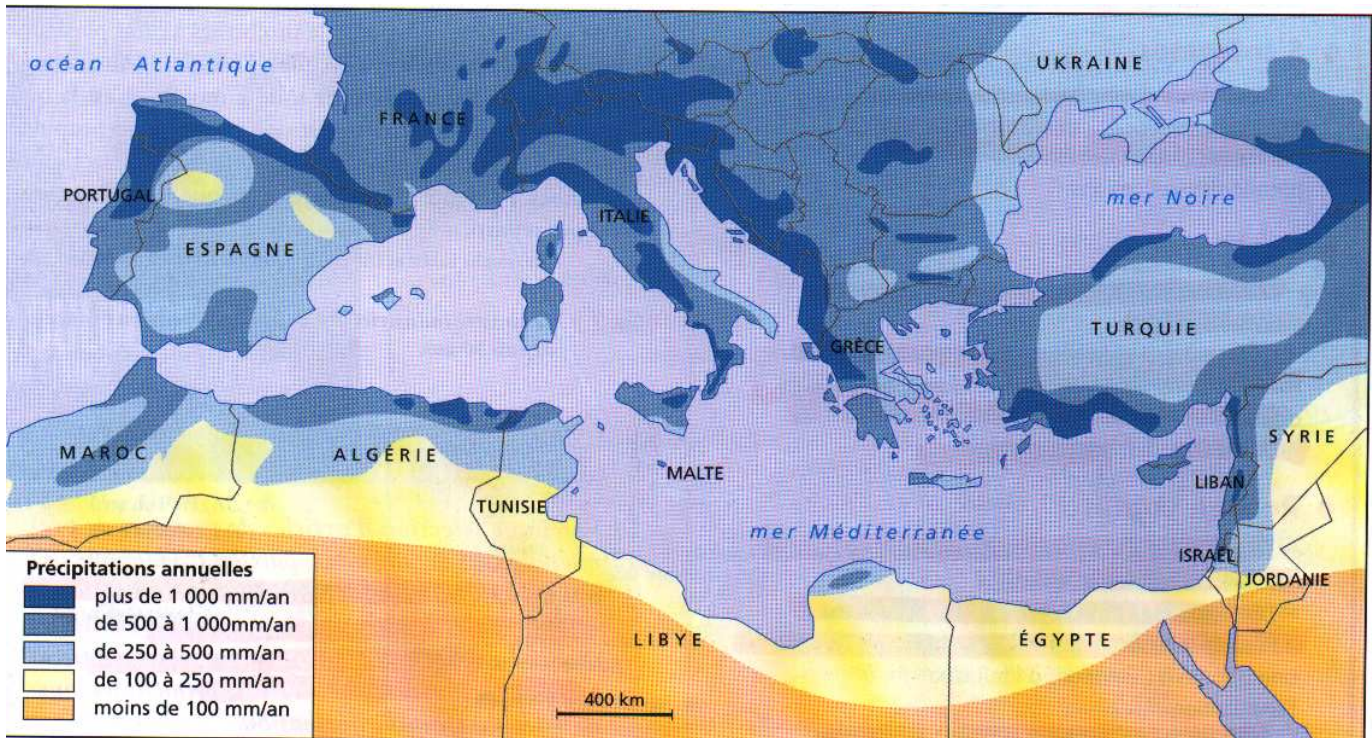 océan Atlantique
UKRAINE
FRANCE
PORTUGAL
ITALIE
mer Noire
ESPAGNE
TURQUIE
GRÈCE
MAROC
ALGÉRIE
SYRIE
MALTE
LIBAN
TUNISIE
mer Méditerranée
ISRAËL
JORDANIE
LIBYE
ÉGYPTE
400 km
Précipitations annuelles
plus de 1 000 mm/an
de 500 à 1 000mm/an
de 250 à 500 mm/an
de 100 à 250 mm/an
moins de 100 mm/an